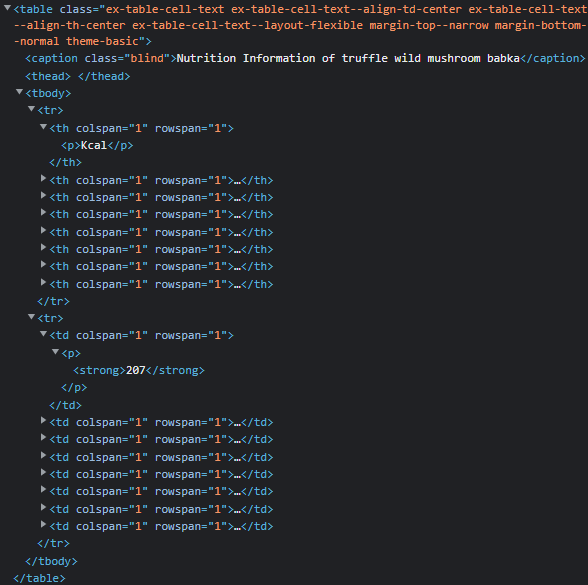 <table class="ex-table-cell-text ex-table-cell-text--align-td-center ex-table-cell-text
--align-th-center ex-table-cell-text--layout-flexible margin-top--narrow margin-bottom-
-normal theme-basic">
<caption class="blind">Nutrition Information of truffle wild mushroom babka</caption>
<thead> </thead>
<tbody>
<tr>
<th colspan="1" rowspan="1">
<p>Kcal</p>
</th>
<th colspan="1" rowspan="1">…</th>
<th colspan="1" rowspan="1">…</th>
<th colspan="1" rowspan="1">…</th>
<th colspan="1" rowspan="1">…</th>
<th colspan="1" rowspan="1">…</th>
<th colspan="1" rowspan="1">…</th>
<th colspan="1" rowspan="1">…</th>
</tr>
<tr>
<td colspan="1" rowspan="1">
<p>
<strong>207</strong>
</p>
</td>
<td colspan="1" rowspan="1">…</td>
<td colspan="1" rowspan="1">…</td>
<td colspan="1" rowspan="1">…</td>
<td colspan="1" rowspan="1">…</td>
<td colspan="1" rowspan="1">…</td>
<td colspan="1" rowspan="1">…</td>
<td colspan="1" rowspan="1">…</td>
</tr>
</tbody>
</table>